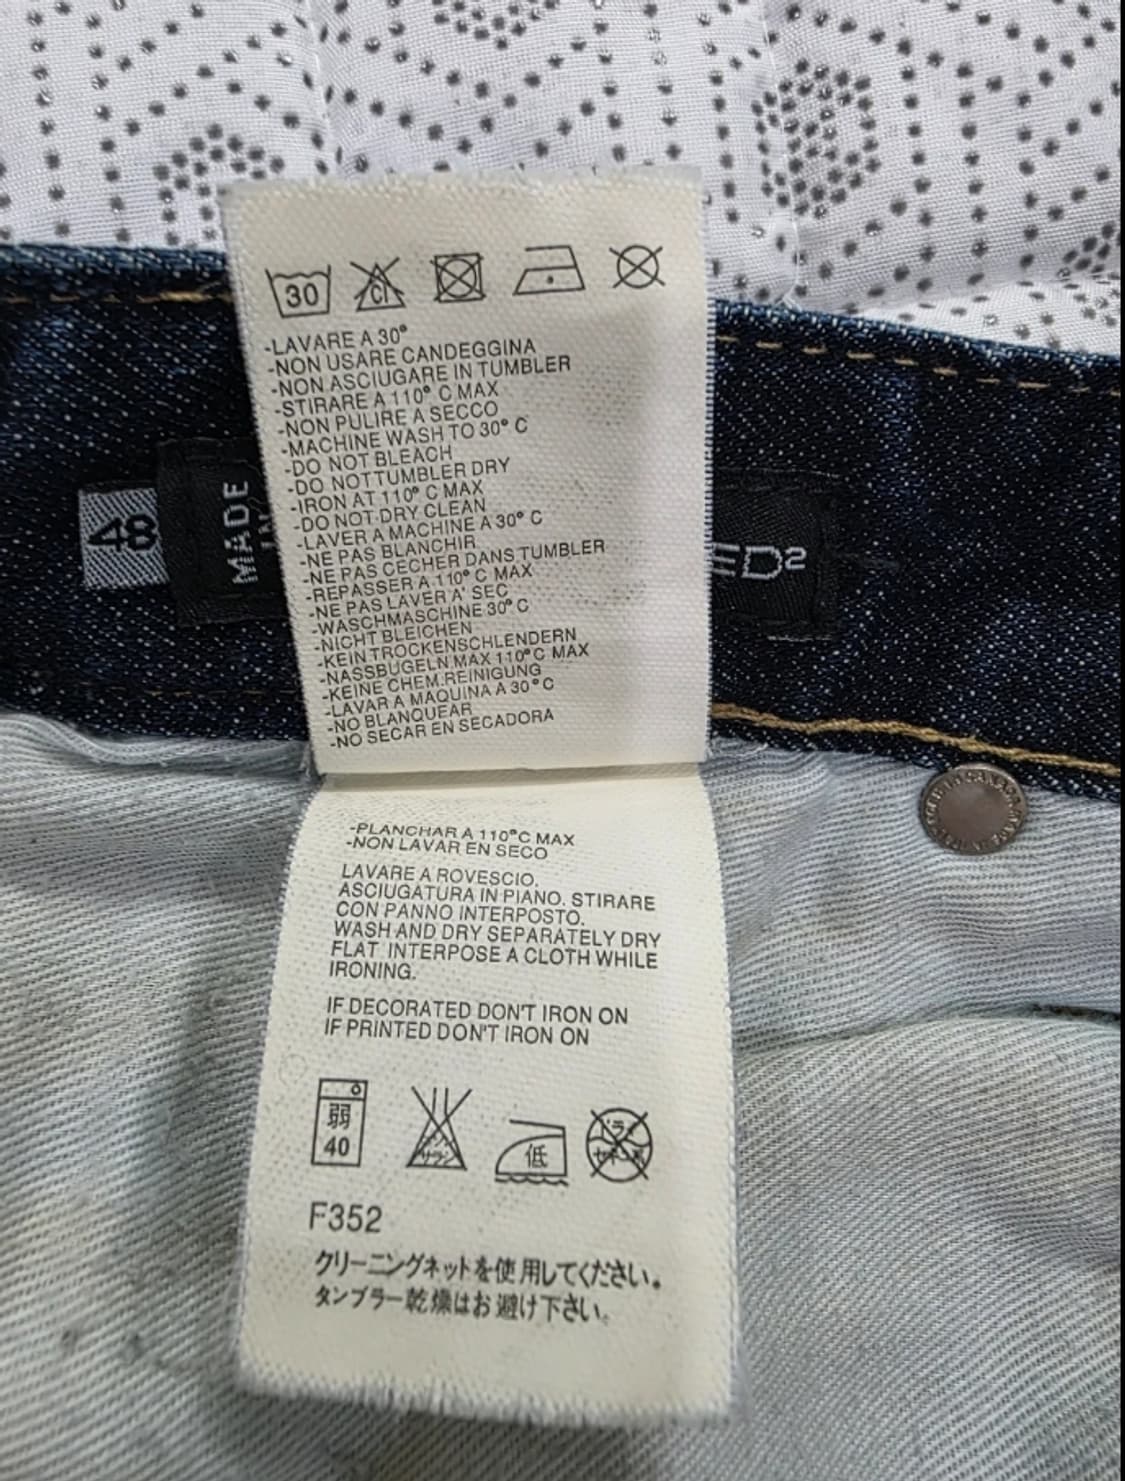 30
Cl
-LAVARE A 30°
-NON USARE CANDEGGINA
-NON ASCIUGARE IN TUMBLER
-STIRARE A 110° C MAX
-NON PULIRE A SECCO
-MACHINE WASH TO 30° C
-DO NOT BLEACH
-DO NOT TUMBLER DRY
-IRON AT 110° C MAX
-DO NOT DRY CLEAN
-LAVER A MACHINE A 30° C
-NE PAS BLANCHIR
-NE PAS CECHER DANS TUMBLER
-REPASSER A 110° C MAX
-NE PAS LAVER A' SEC
-WASCHMASCHINE 30° C
-NICHT BLEICHEN
-KEIN TROCKENSCHLENDERN
-NASSBUGELN MAX 110°C MAX
-KEINE CHEM.REINIGUNG
-LAVAR A MAQUINA A 30° C
-NO BLANQUEAR
-NO SECAR EN SECADORA
48
MADE
ED2
-PLANCHAR A 110°C MAX
-NON LAVAR EN SECO
LAVARE A ROVESCIO.
ASCIUGATURA IN PIANO. STIRARE
CON PANNO INTERPOSTO.
WASH AND DRY SEPARATELY DRY
FLAT INTERPOSE A CLOTH WHILE
IRONING.
IF DECORATED DON'T IRON ON
IF PRINTED DON'T IRON ON
弱
40
低
F352
クリーニングネットを使用してください。
タンブラー乾燥はお避け下さい。